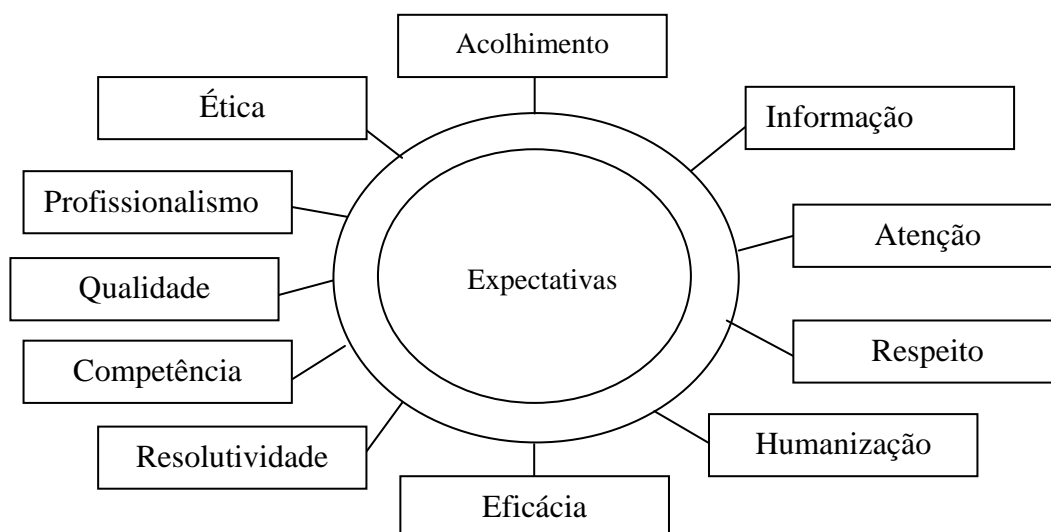 Acolhimento
Ética
Informação
Profissionalismo
Atenção
Qualidade
Expectativas
Respeito
Competência
Humanização
Resolutividade
Eficácia